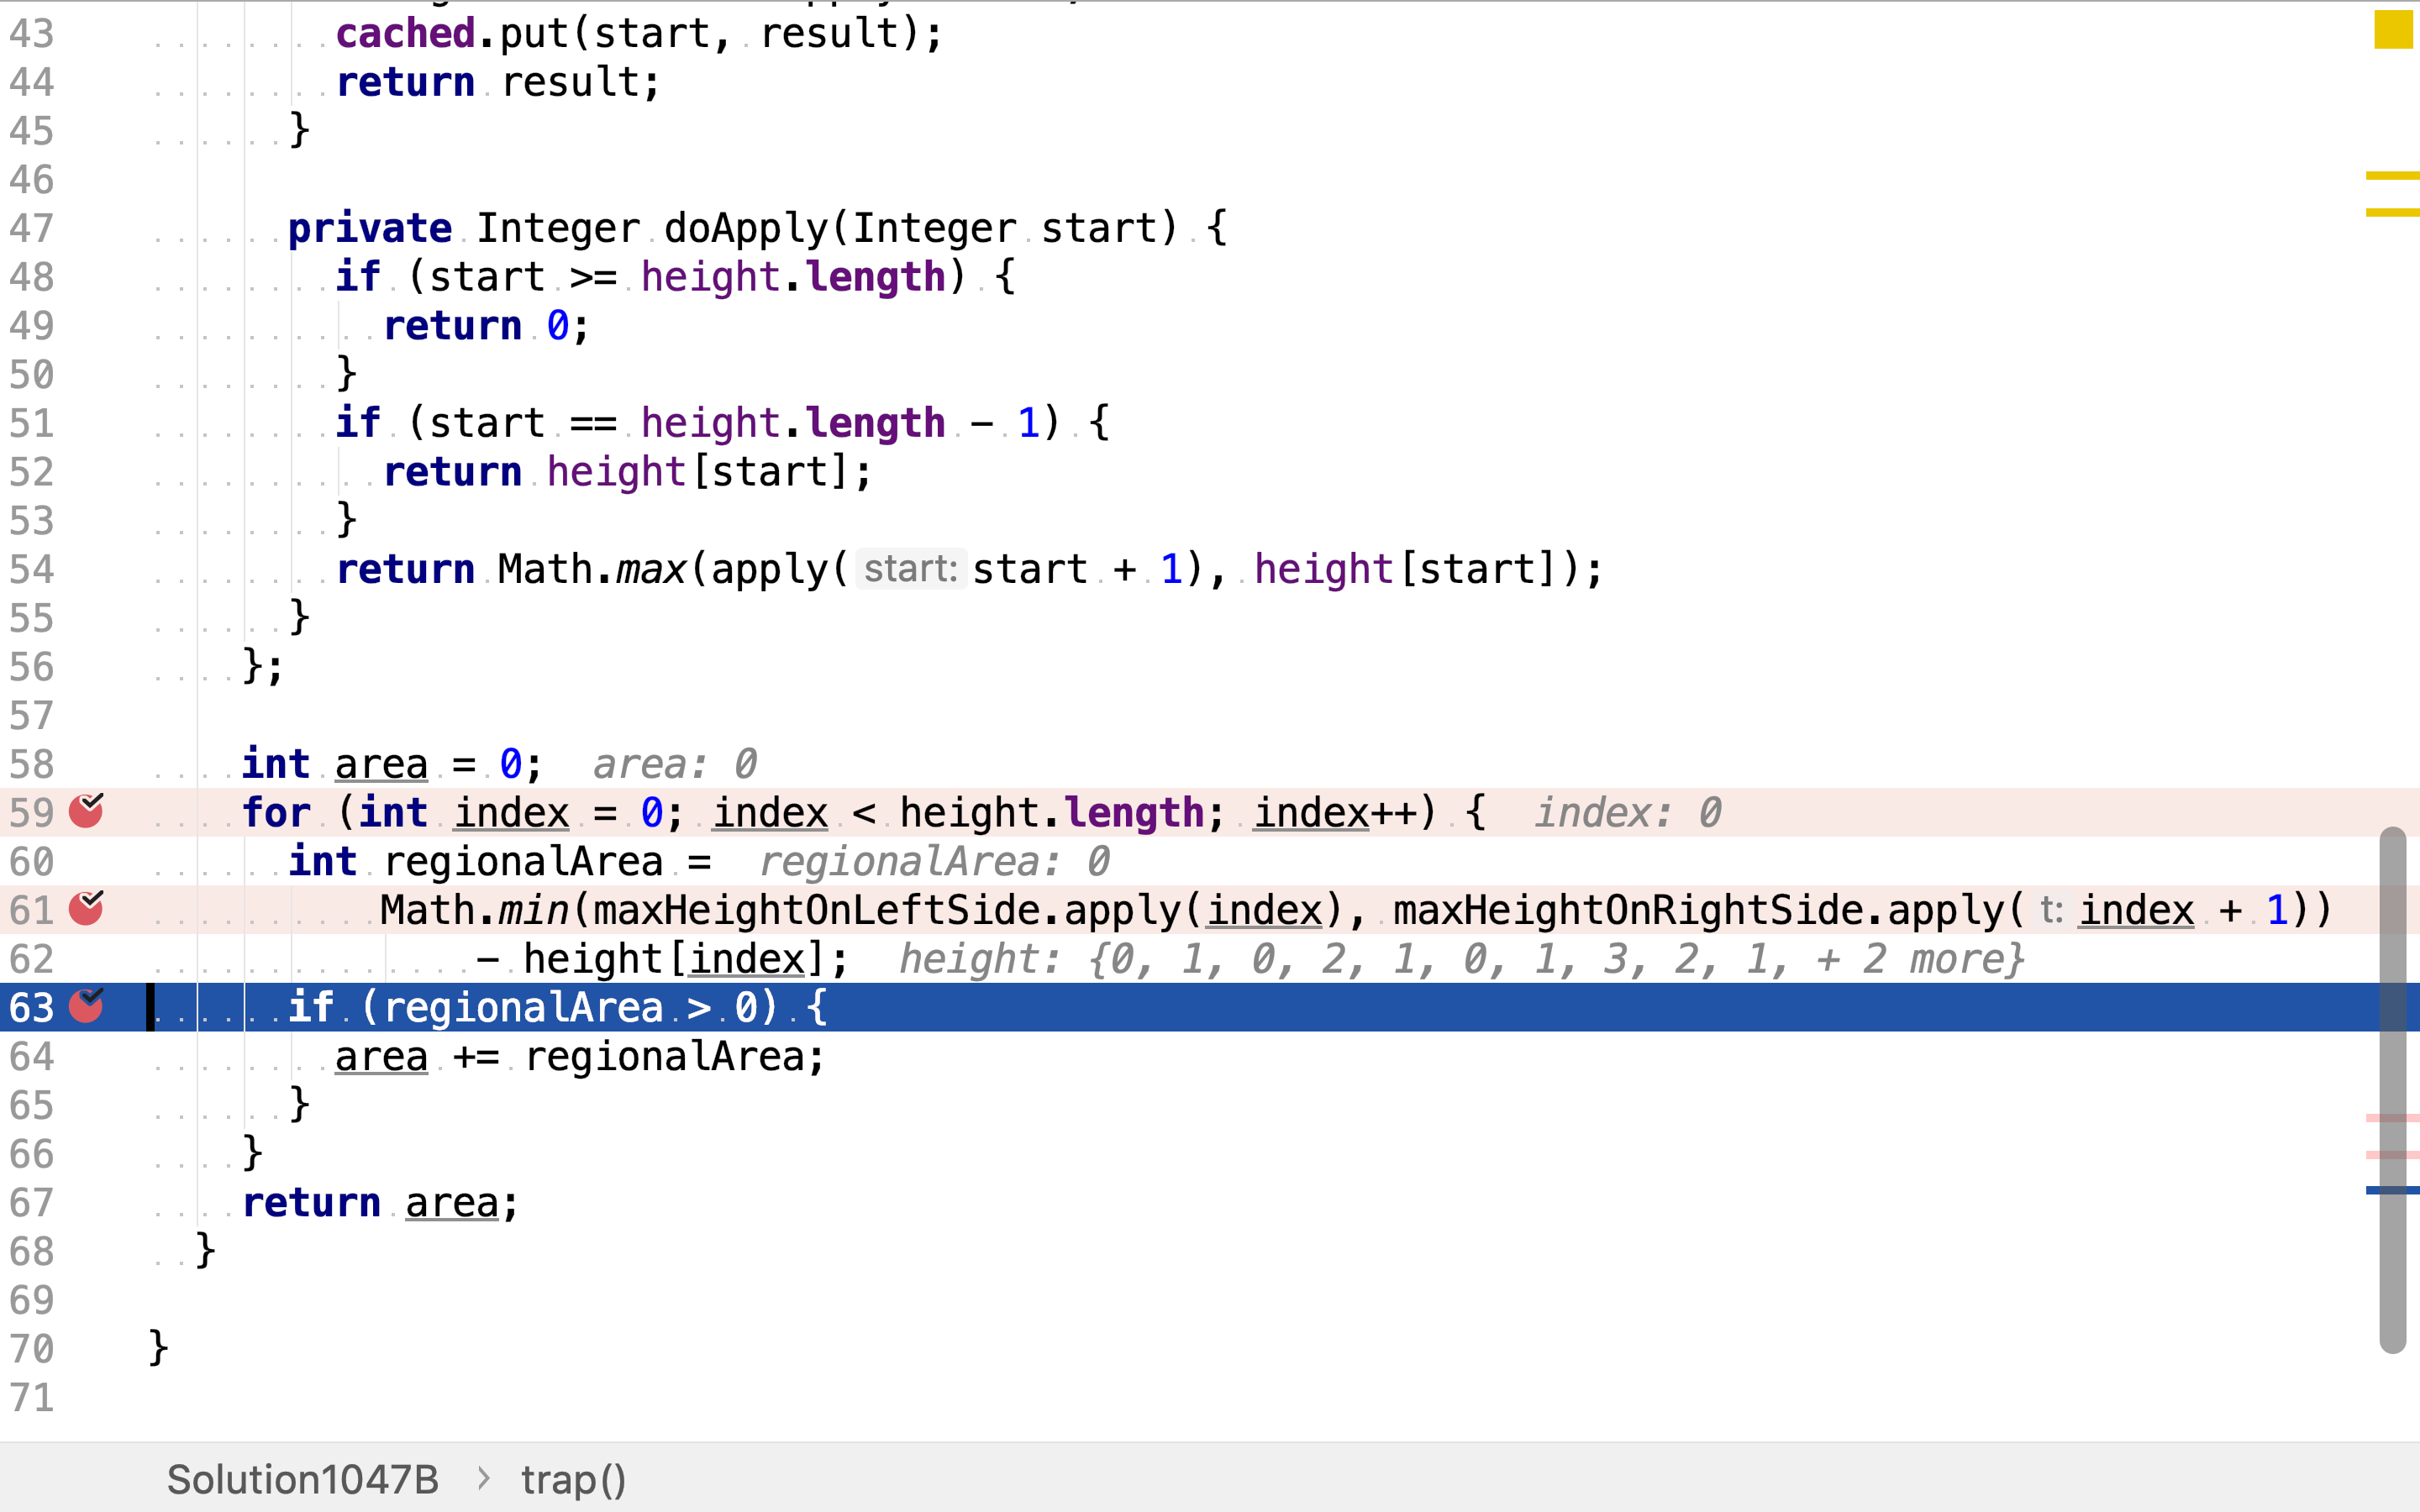 43 cached.put(start, result);
44 return result;
45 }
46
47 private Integer doApply(Integer start) {
48 if (start >= height.length) {
49 return 0;
50 }
51 if (start == height.length - 1) {
52 return height[start];
53 }
54 return Math.max(apply( start: start + 1), height[start]);
55 }
56 };
57
58 int area = 0; area: 0
59 for (int index = 0; index < height.length; index++) { index: 0
60 int regionalArea = regionalArea: 0
61 Math.min(maxHeightOnLeftSide.apply(index), maxHeightOnRightSide.apply( t: index + 1))
62 - height[index]; height: {0, 1, 0, 2, 1, 0, 1, 3, 2, 1, + 2 more}
63 if (regionalArea > 0) {
64 area += regionalArea;
65 }
66 }
67 return area;
68 }
69
70 }
71
Solution1047B > trap()